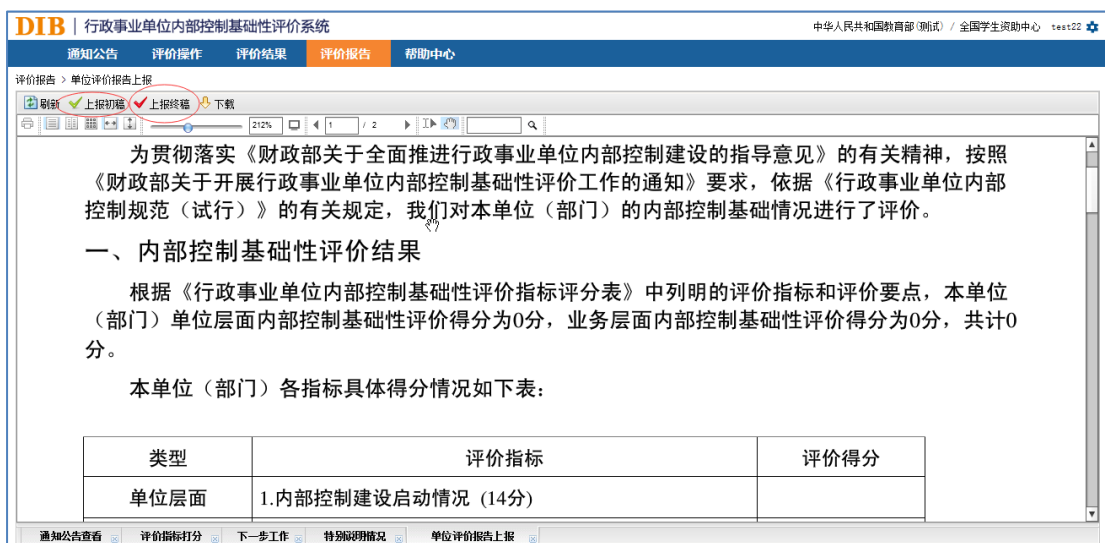 DIB | 行政事业单位内部控制基础性评价系统
中华人民共和国教育部(测试) / 全国学生资助中心 test22
通知公告 评价操作 评价结果 评价报告 帮助中心
评价报告 > 单位评价报告上报
刷新 上报初稿 上报终稿 下载
212% 1 / 2
为贯彻落实《财政部关于全面推进行政事业单位内部控制建设的指导意见》的有关精神，按照
《财政部关于开展行政事业单位内部控制基础性评价工作的通知》要求，依据《行政事业单位内部
控制规范（试行）》的有关规定，我们对本单位（部门）的内部控制基础情况进行了评价。
一、内部控制基础性评价结果
根据《行政事业单位内部控制基础性评价指标评分表》中列明的评价指标和评价要点，本单位
（部门）单位层面内部控制基础性评价得分为0分，业务层面内部控制基础性评价得分为0分，共计0
分。
本单位（部门）各指标具体得分情况如下表：
类型 评价指标 评价得分
单位层面 1.内部控制建设启动情况 (14分)
通知公告查看 评价指标打分 下一步工作 特别说明情况 单位评价报告上报